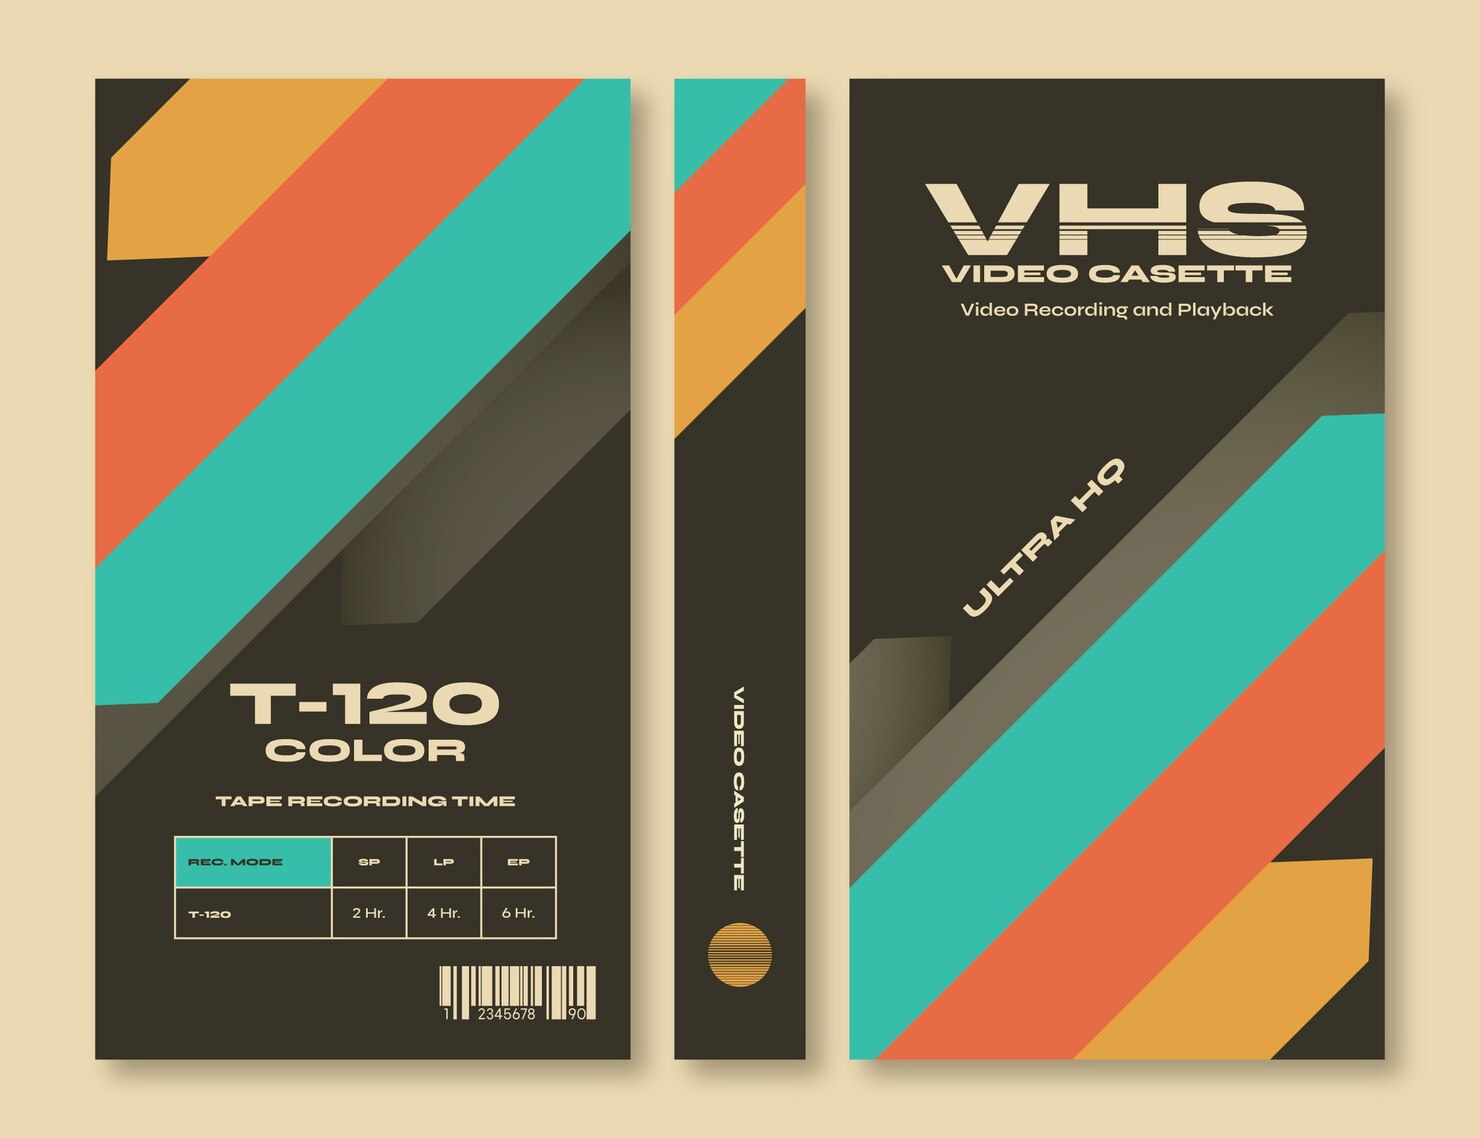 T-120
COLOR
TAPE RECORDING TIME
REC. MODE SP LP EP
T-120 2 Hr. 4 Hr. 6 Hr.
1 2345678 90
VIDEO CASETTE
VHS
VIDEO CASETTE
Video Recording and Playback
ULTRA HQ